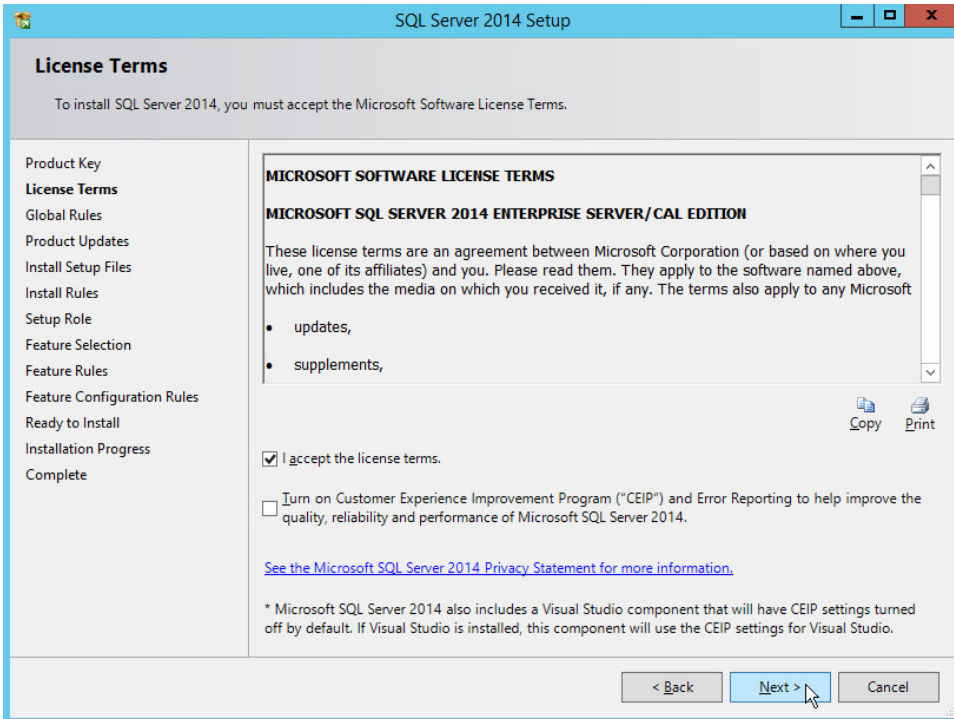 SQL Server 2014 Setup
License Terms
To install SQL Server 2014, you must accept the Microsoft Software License Terms.
Product Key
License Terms
Global Rules
Product Updates
Install Setup Files
Install Rules
Setup Role
Feature Selection
Feature Rules
Feature Configuration Rules
Ready to Install
Installation Progress
Complete
MICROSOFT SOFTWARE LICENSE TERMS
MICROSOFT SQL SERVER 2014 ENTERPRISE SERVER/CAL EDITION
These license terms are an agreement between Microsoft Corporation (or based on where you
live, one of its affiliates) and you. Please read them. They apply to the software named above,
which includes the media on which you received it, if any. The terms also apply to any Microsoft
• updates,
• supplements,
Copy Print
I accept the license terms.
Turn on Customer Experience Improvement Program ("CEIP") and Error Reporting to help improve the
quality, reliability and performance of Microsoft SQL Server 2014.
See the Microsoft SQL Server 2014 Privacy Statement for more information.
* Microsoft SQL Server 2014 also includes a Visual Studio component that will have CEIP settings turned
off by default. If Visual Studio is installed, this component will use the CEIP settings for Visual Studio.
< Back Next > Cancel